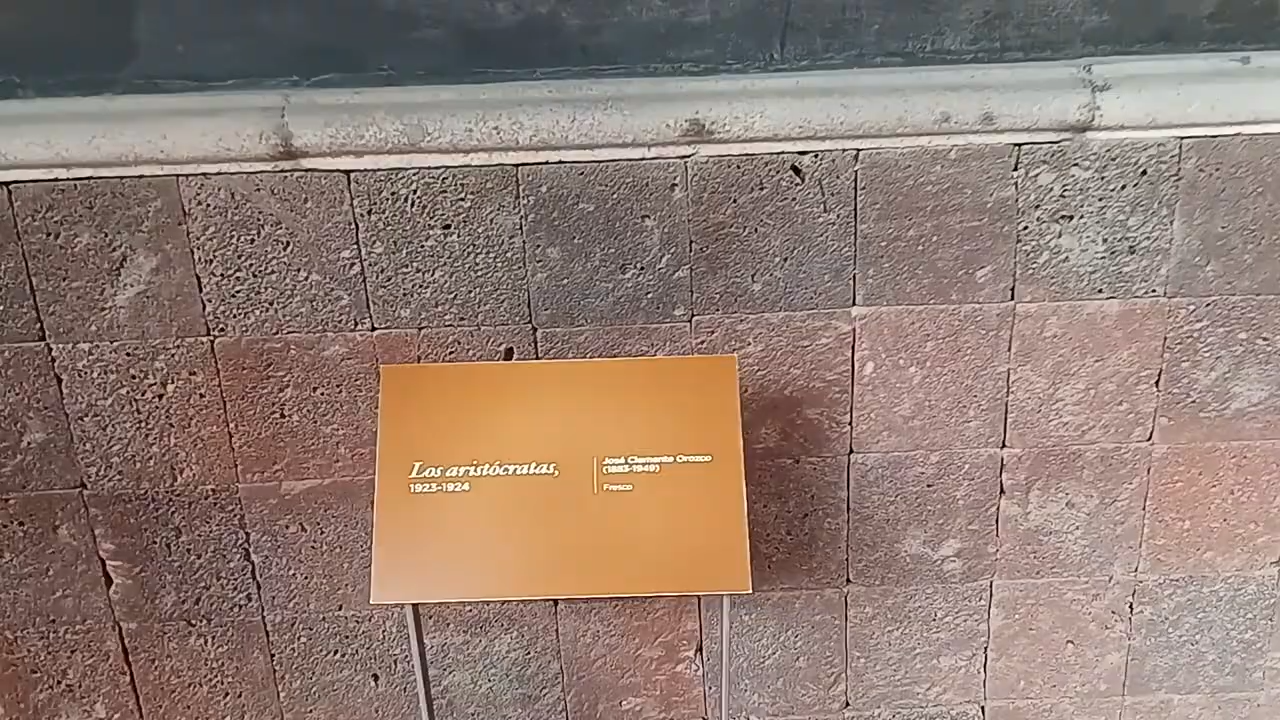 Los aristócratas,
1923-1924
José Clemente Orozco
(1883-1949)
Fresco